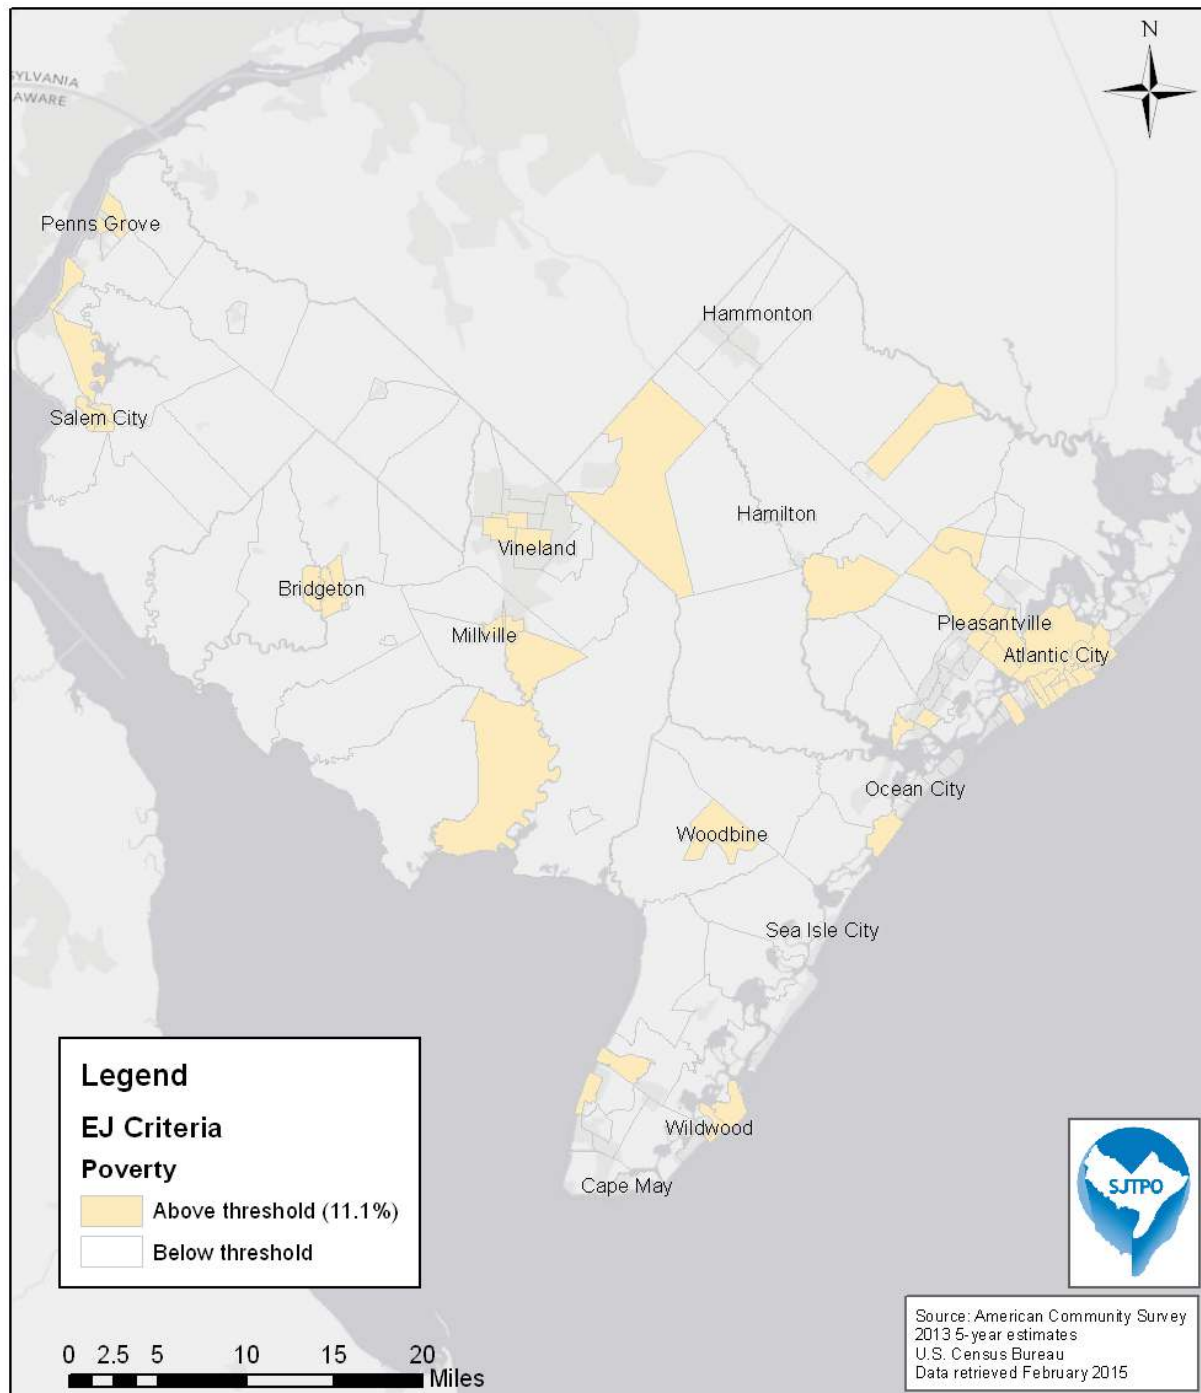 N
SYLVANIA
AWARE
Penns Grove
Hammonton
Salem City
Hamilton
Vineland
Bridgeton
Pleasantville
Millville
Atlantic City
Ocean City
Woodbine
Sea Isle City
Wildwood
Cape May
Legend
EJ Criteria
Poverty
Above threshold (11.1%)
Below threshold
SJTPO
0 2.5 5 10 15 20
Miles
Source: American Community Survey
2013 5-year estimates
U.S. Census Bureau
Data retrieved February 2015